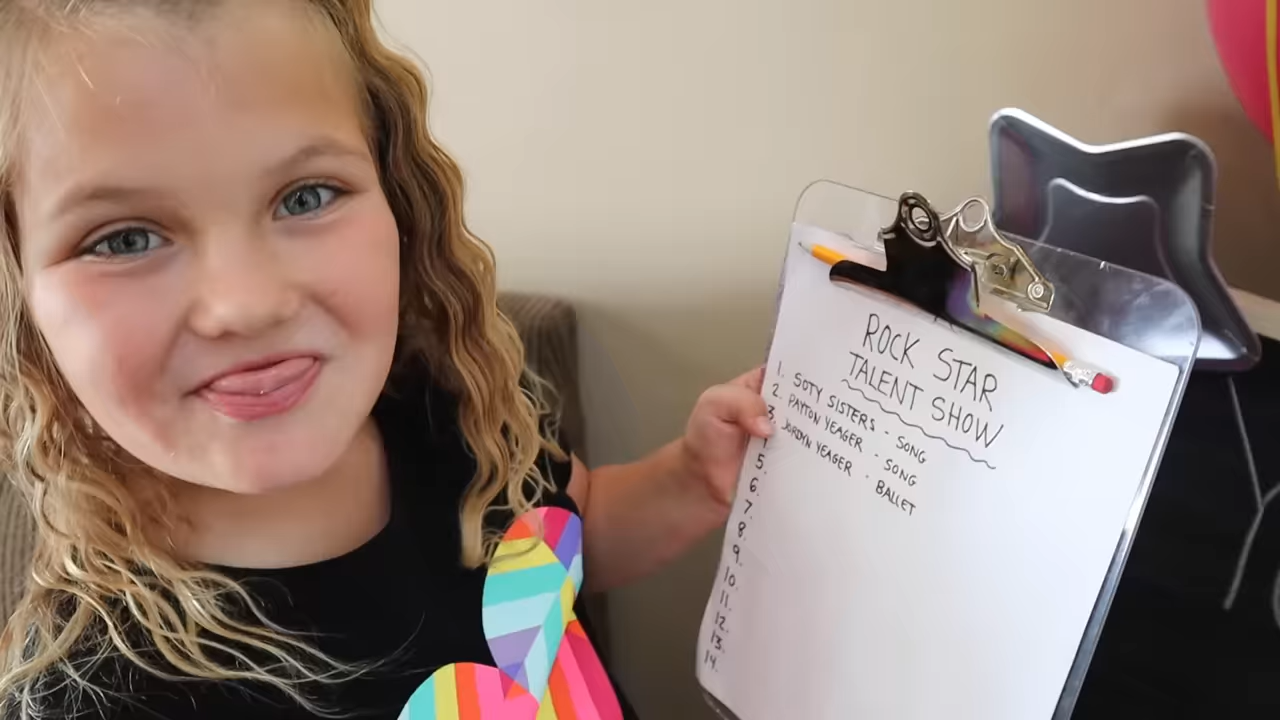 ROCK STAR
TALENT SHOW
1. SOTY SISTERS - SONG
2. PAYTON YEAGER - SONG
3. JORDYN YEAGER - BALLET
5.
6.
7.
8.
9.
10.
11.
12.
13.
14.